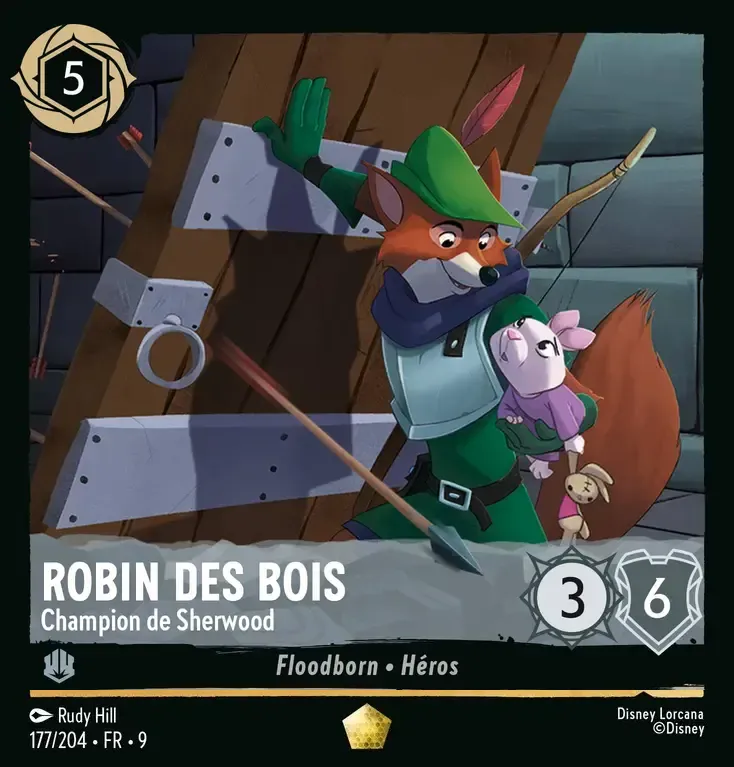 5
ROBIN DES BOIS
Champion de Sherwood
3
6
Floodborn • Héros
Rudy Hill
177/204 • FR • 9
Disney Lorcana
©Disney